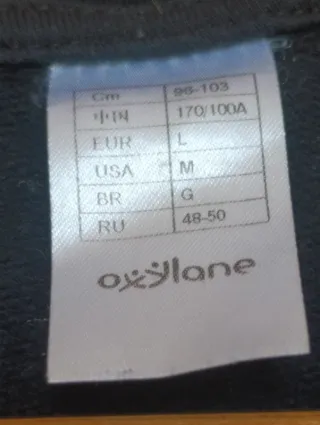 Cm 96-103
中国 170/100A
EUR L
USA M
BR G
RU 48-50
oxylane